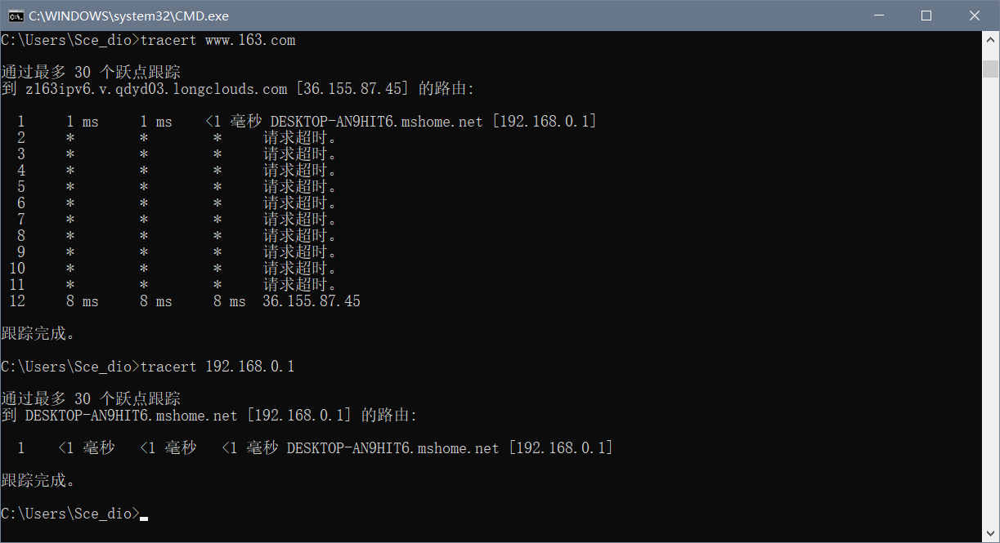 C:\WINDOWS\system32\CMD.exe
C:\Users\Sce_dio>tracert www.163.com
通过最多 30 个跃点跟踪
到 z163ipv6.v.qdyd03.longclouds.com [36.155.87.45] 的路由:
1 1 ms 1 ms <1 毫秒 DESKTOP-AN9HIT6.mshome.net [192.168.0.1]
2 * * * 请求超时。
3 * * * 请求超时。
4 * * * 请求超时。
5 * * * 请求超时。
6 * * * 请求超时。
7 * * * 请求超时。
8 * * * 请求超时。
9 * * * 请求超时。
10 * * * 请求超时。
11 * * * 请求超时。
12 8 ms 8 ms 8 ms 36.155.87.45
跟踪完成。
C:\Users\Sce_dio>tracert 192.168.0.1
通过最多 30 个跃点跟踪
到 DESKTOP-AN9HIT6.mshome.net [192.168.0.1] 的路由:
1 <1 毫秒 <1 毫秒 <1 毫秒 DESKTOP-AN9HIT6.mshome.net [192.168.0.1]
跟踪完成。
C:\Users\Sce_dio>